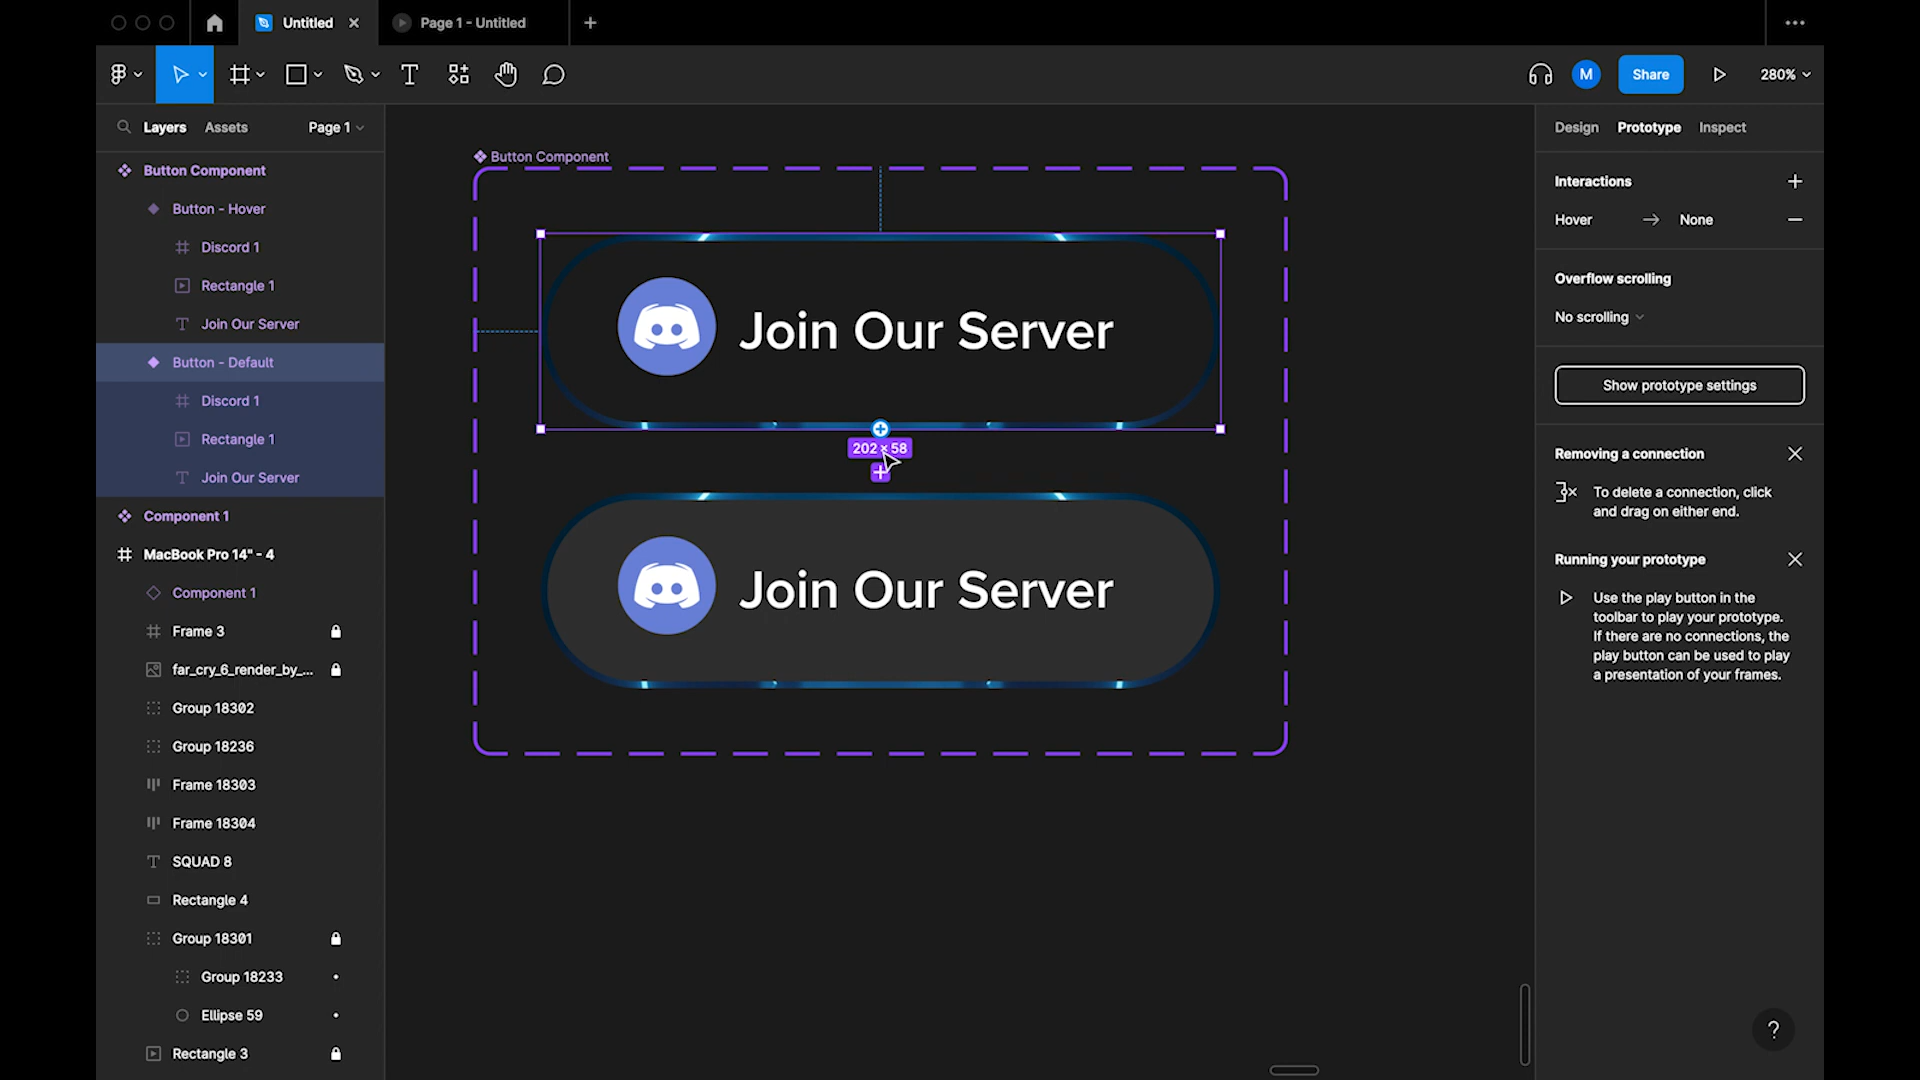 Untitled
Page 1 - Untitled
M
Share
280%
Layers
Assets
Page 1
Design
Prototype
Inspect
Button Component
Button - Hover
Discord 1
Rectangle 1
Join Our Server
Button - Default
Discord 1
Rectangle 1
Join Our Server
Component 1
MacBook Pro 14" - 4
Component 1
Frame 3
far_cry_6_render_by_...
Group 18302
Group 18236
Frame 18303
Frame 18304
SQUAD 8
Rectangle 4
Group 18301
Group 18233
Ellipse 59
Rectangle 3
Button Component
Join Our Server
202 × 58
Join Our Server
Interactions
Hover
None
Overflow scrolling
No scrolling
Show prototype settings
Removing a connection
To delete a connection, click
and drag on either end.
Running your prototype
Use the play button in the
toolbar to play your prototype.
If there are no connections, the
play button can be used to play
a presentation of your frames.
?